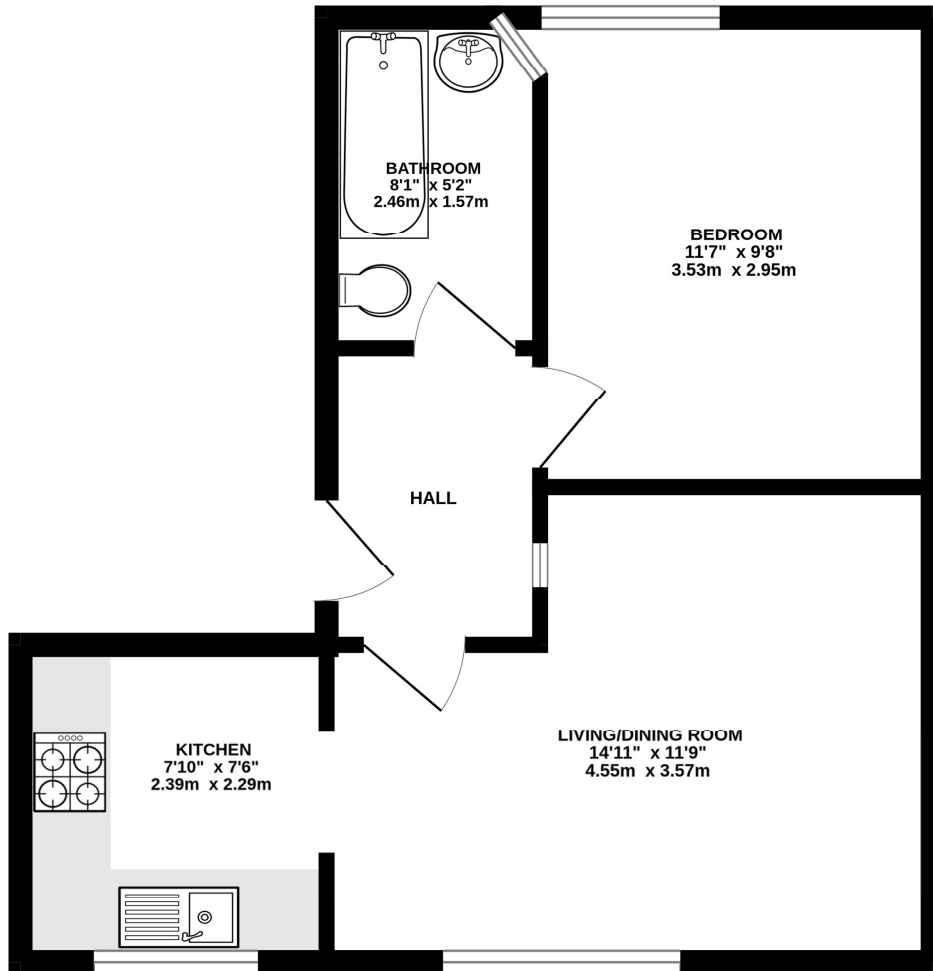 BATHROOM
8'1" x 5'2"
2.46m x 1.57m
BEDROOM
11'7" x 9'8"
3.53m x 2.95m
HALL
LIVING/DINING ROOM
14'11" x 11'9"
4.55m x 3.57m
KITCHEN
7'10" x 7'6"
2.39m x 2.29m